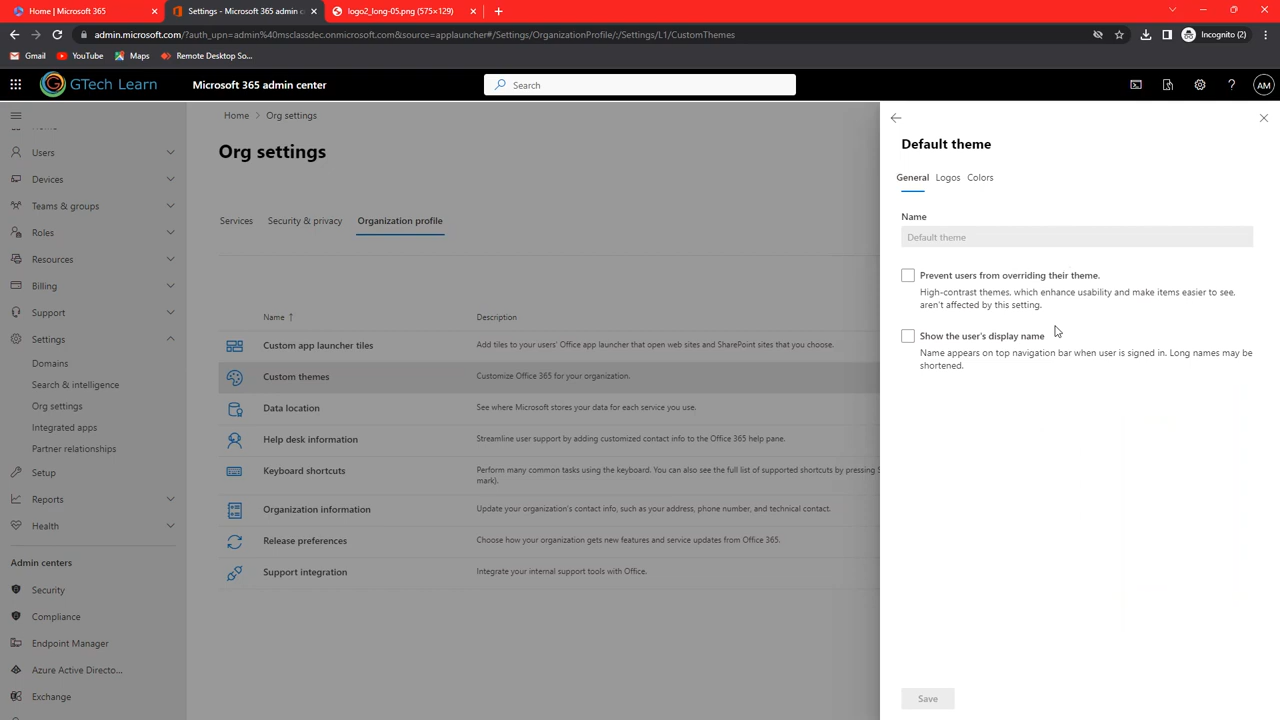 Home | Microsoft 365
Settings - Microsoft 365 admin c
logo2_long-05.png (575×129)
admin.microsoft.com/?auth_upn=admin%40msclassdec.onmicrosoft.com&source=applauncher#/Settings/OrganizationProfile/:/Settings/L1/CustomThemes
Incognito (2)
Gmail
YouTube
Maps
Remote Desktop So...
GTech Learn
Microsoft 365 admin center
Search
AM
Home
Users
Devices
Teams & groups
Roles
Resources
Billing
Support
Settings
Domains
Search & intelligence
Org settings
Integrated apps
Partner relationships
Setup
Reports
Health
Admin centers
Security
Compliance
Endpoint Manager
Azure Active Directo...
Exchange
Home > Org settings
Org settings
Services Security & privacy Organization profile
Name ↑ Description
Custom app launcher tiles Add tiles to your users' Office app launcher that open web sites and SharePoint sites that you choose.
Custom themes Customize Office 365 for your organization.
Data location See where Microsoft stores your data for each service you use.
Help desk information Streamline user support by adding customized contact info to the Office 365 help pane.
Keyboard shortcuts Perform many common tasks using the keyboard. You can also see the full list of supported shortcuts by pressing S
mark).
Organization information Update your organization's contact info, such as your address, phone number, and technical contact.
Release preferences Choose how your organization gets new features and service updates from Office 365.
Support integration Integrate your internal support tools with Office.
Default theme
General Logos Colors
Name
Default theme
Prevent users from overriding their theme.
High-contrast themes, which enhance usability and make items easier to see,
aren't affected by this setting.
Show the user's display name
Name appears on top navigation bar when user is signed in. Long names may be
shortened.
Save